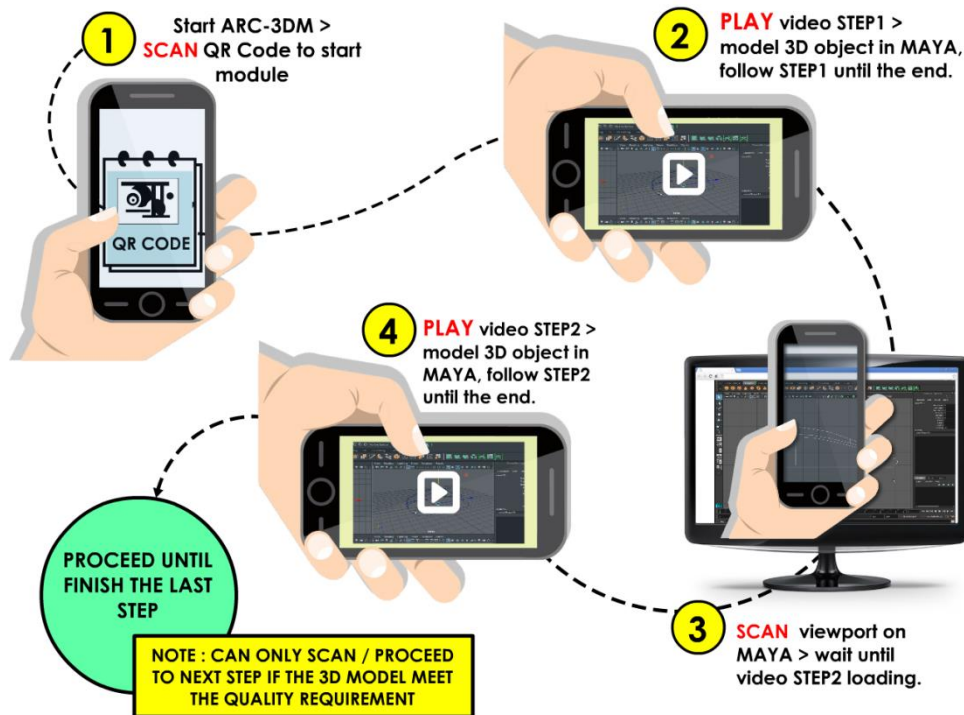 1
Start ARC-3DM >
SCAN QR Code to start
module
QR CODE
2
PLAY video STEP1 >
model 3D object in MAYA,
follow STEP1 until the end.
3
SCAN viewport on
MAYA > wait until
video STEP2 loading.
4
PLAY video STEP2 >
model 3D object in
MAYA, follow STEP2
until the end.
PROCEED UNTIL
FINISH THE LAST
STEP
NOTE : CAN ONLY SCAN / PROCEED
TO NEXT STEP IF THE 3D MODEL MEET
THE QUALITY REQUIREMENT